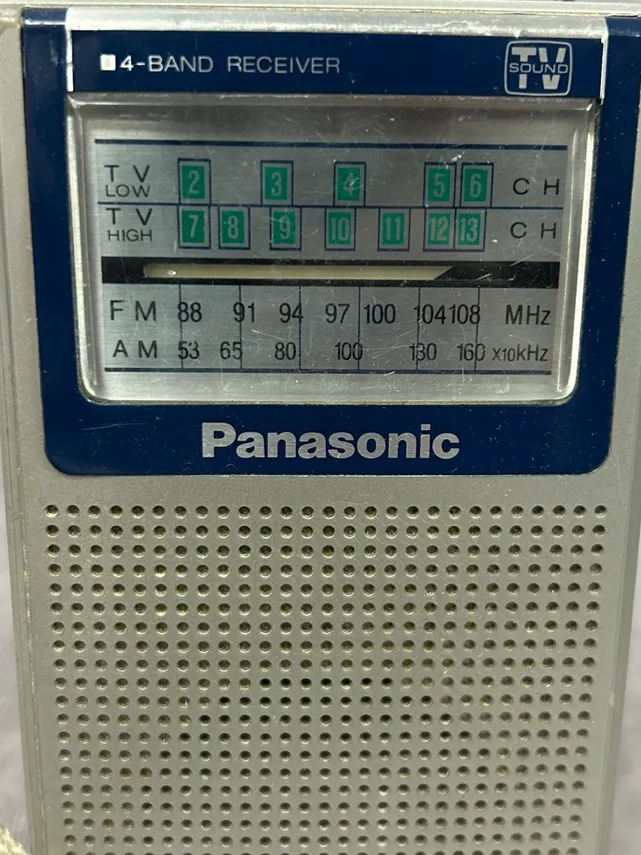 4-BAND RECEIVER
TV SOUND
TV LOW 2 3 4 5 6 CH
TV HIGH 7 8 9 10 11 12 13 CH
FM 88 91 94 97 100 104 108 MHz
AM 53 65 80 100 130 160 X10kHz
Panasonic